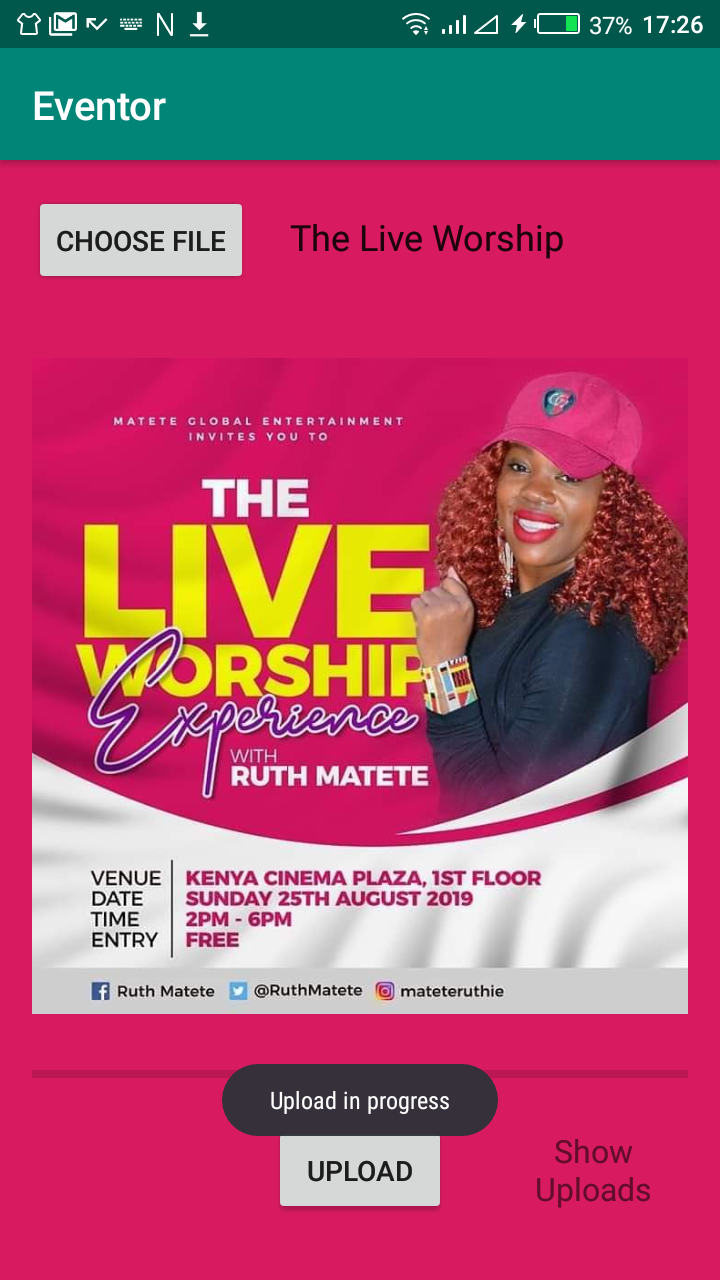 37% 17:26
Eventor
CHOOSE FILE The Live Worship
MATETE GLOBAL ENTERTAINMENT
INVITES YOU TO
THE
LIVE
WORSHIP
Experience
WITH
RUTH MATETE
VENUE KENYA CINEMA PLAZA, 1ST FLOOR
DATE SUNDAY 25TH AUGUST 2019
TIME 2PM - 6PM
ENTRY FREE
Ruth Matete @RuthMatete mateteruthie
Upload in progress
UPLOAD
Show
Uploads